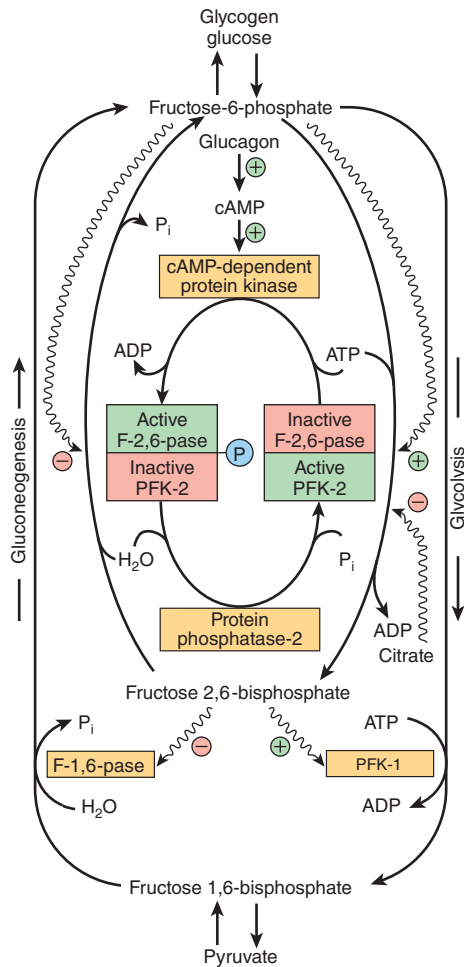 Glycogen
glucose
Fructose-6-phosphate
Glucagon
+
cAMP
+
Pi
cAMP-dependent
protein kinase
ADP
ATP
Active
F-2,6-pase
Inactive
PFK-2
P
Inactive
F-2,6-pase
Active
PFK-2
−
+
−
Gluconeogenesis
Glycolysis
H2O
Pi
Protein
phosphatase-2
ADP
Citrate
Fructose 2,6-bisphosphate
Pi
−
+
ATP
F-1,6-pase
PFK-1
H2O
ADP
Fructose 1,6-bisphosphate
Pyruvate